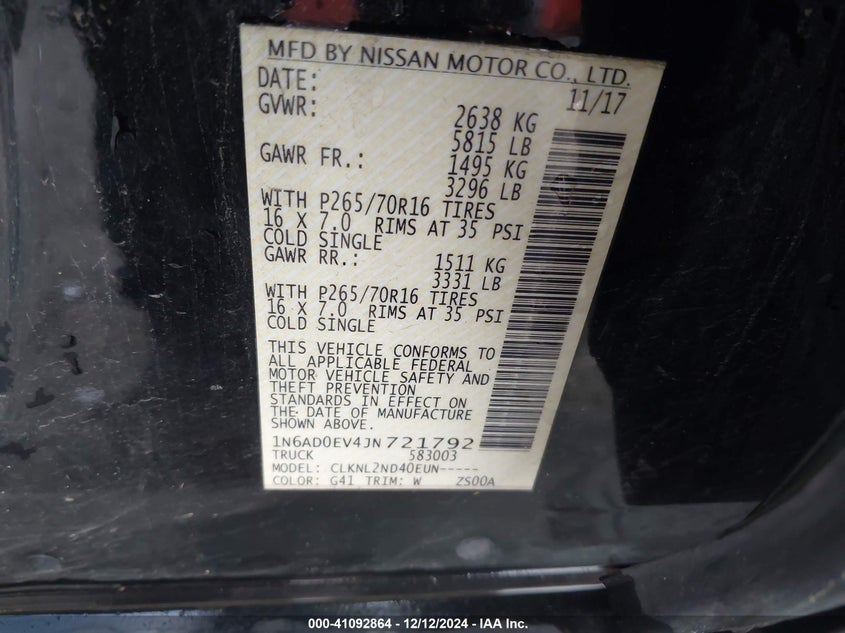 MFD BY NISSAN MOTOR CO., LTD.
DATE: 11/17
GVWR: 2638 KG
5815 LB
GAWR FR.: 1495 KG
3296 LB
WITH P265/70R16 TIRES
16 X 7.0 RIMS AT 35 PSI
COLD SINGLE
GAWR RR.: 1511 KG
3331 LB
WITH P265/70R16 TIRES
16 X 7.0 RIMS AT 35 PSI
COLD SINGLE
THIS VEHICLE CONFORMS TO
ALL APPLICABLE FEDERAL
MOTOR VEHICLE SAFETY AND
THEFT PREVENTION
STANDARDS IN EFFECT ON
THE DATE OF MANUFACTURE
SHOWN ABOVE.
1N6AD0EV4JN721792
TRUCK 583003
MODEL: CLKNL2ND40EUN-----
COLOR: G41 TRIM: W ZS00A
000-41092864 - 12/12/2024 - IAA Inc.